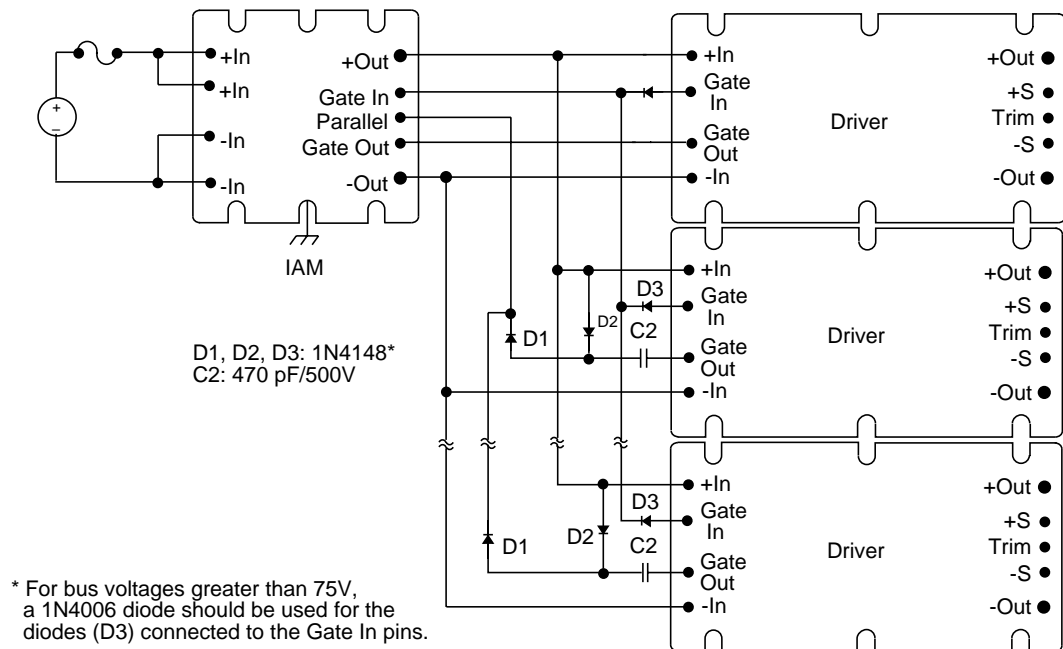 +In
+In
-In
-In
+Out
Gate In
Parallel
Gate Out
-Out
IAM
+
–
+In
Gate
In
Gate
Out
-In
Driver
+Out
+S
Trim
-S
-Out
+In
Gate
In
Gate
Out
-In
Driver
+Out
+S
Trim
-S
-Out
D1
D2
D3
C2
D1, D2, D3: 1N4148*
C2: 470 pF/500V
+In
Gate
In
Gate
Out
-In
Driver
+Out
+S
Trim
-S
-Out
D1
D2
D3
C2
* For bus voltages greater than 75V,
a 1N4006 diode should be used for the
diodes (D3) connected to the Gate In pins.